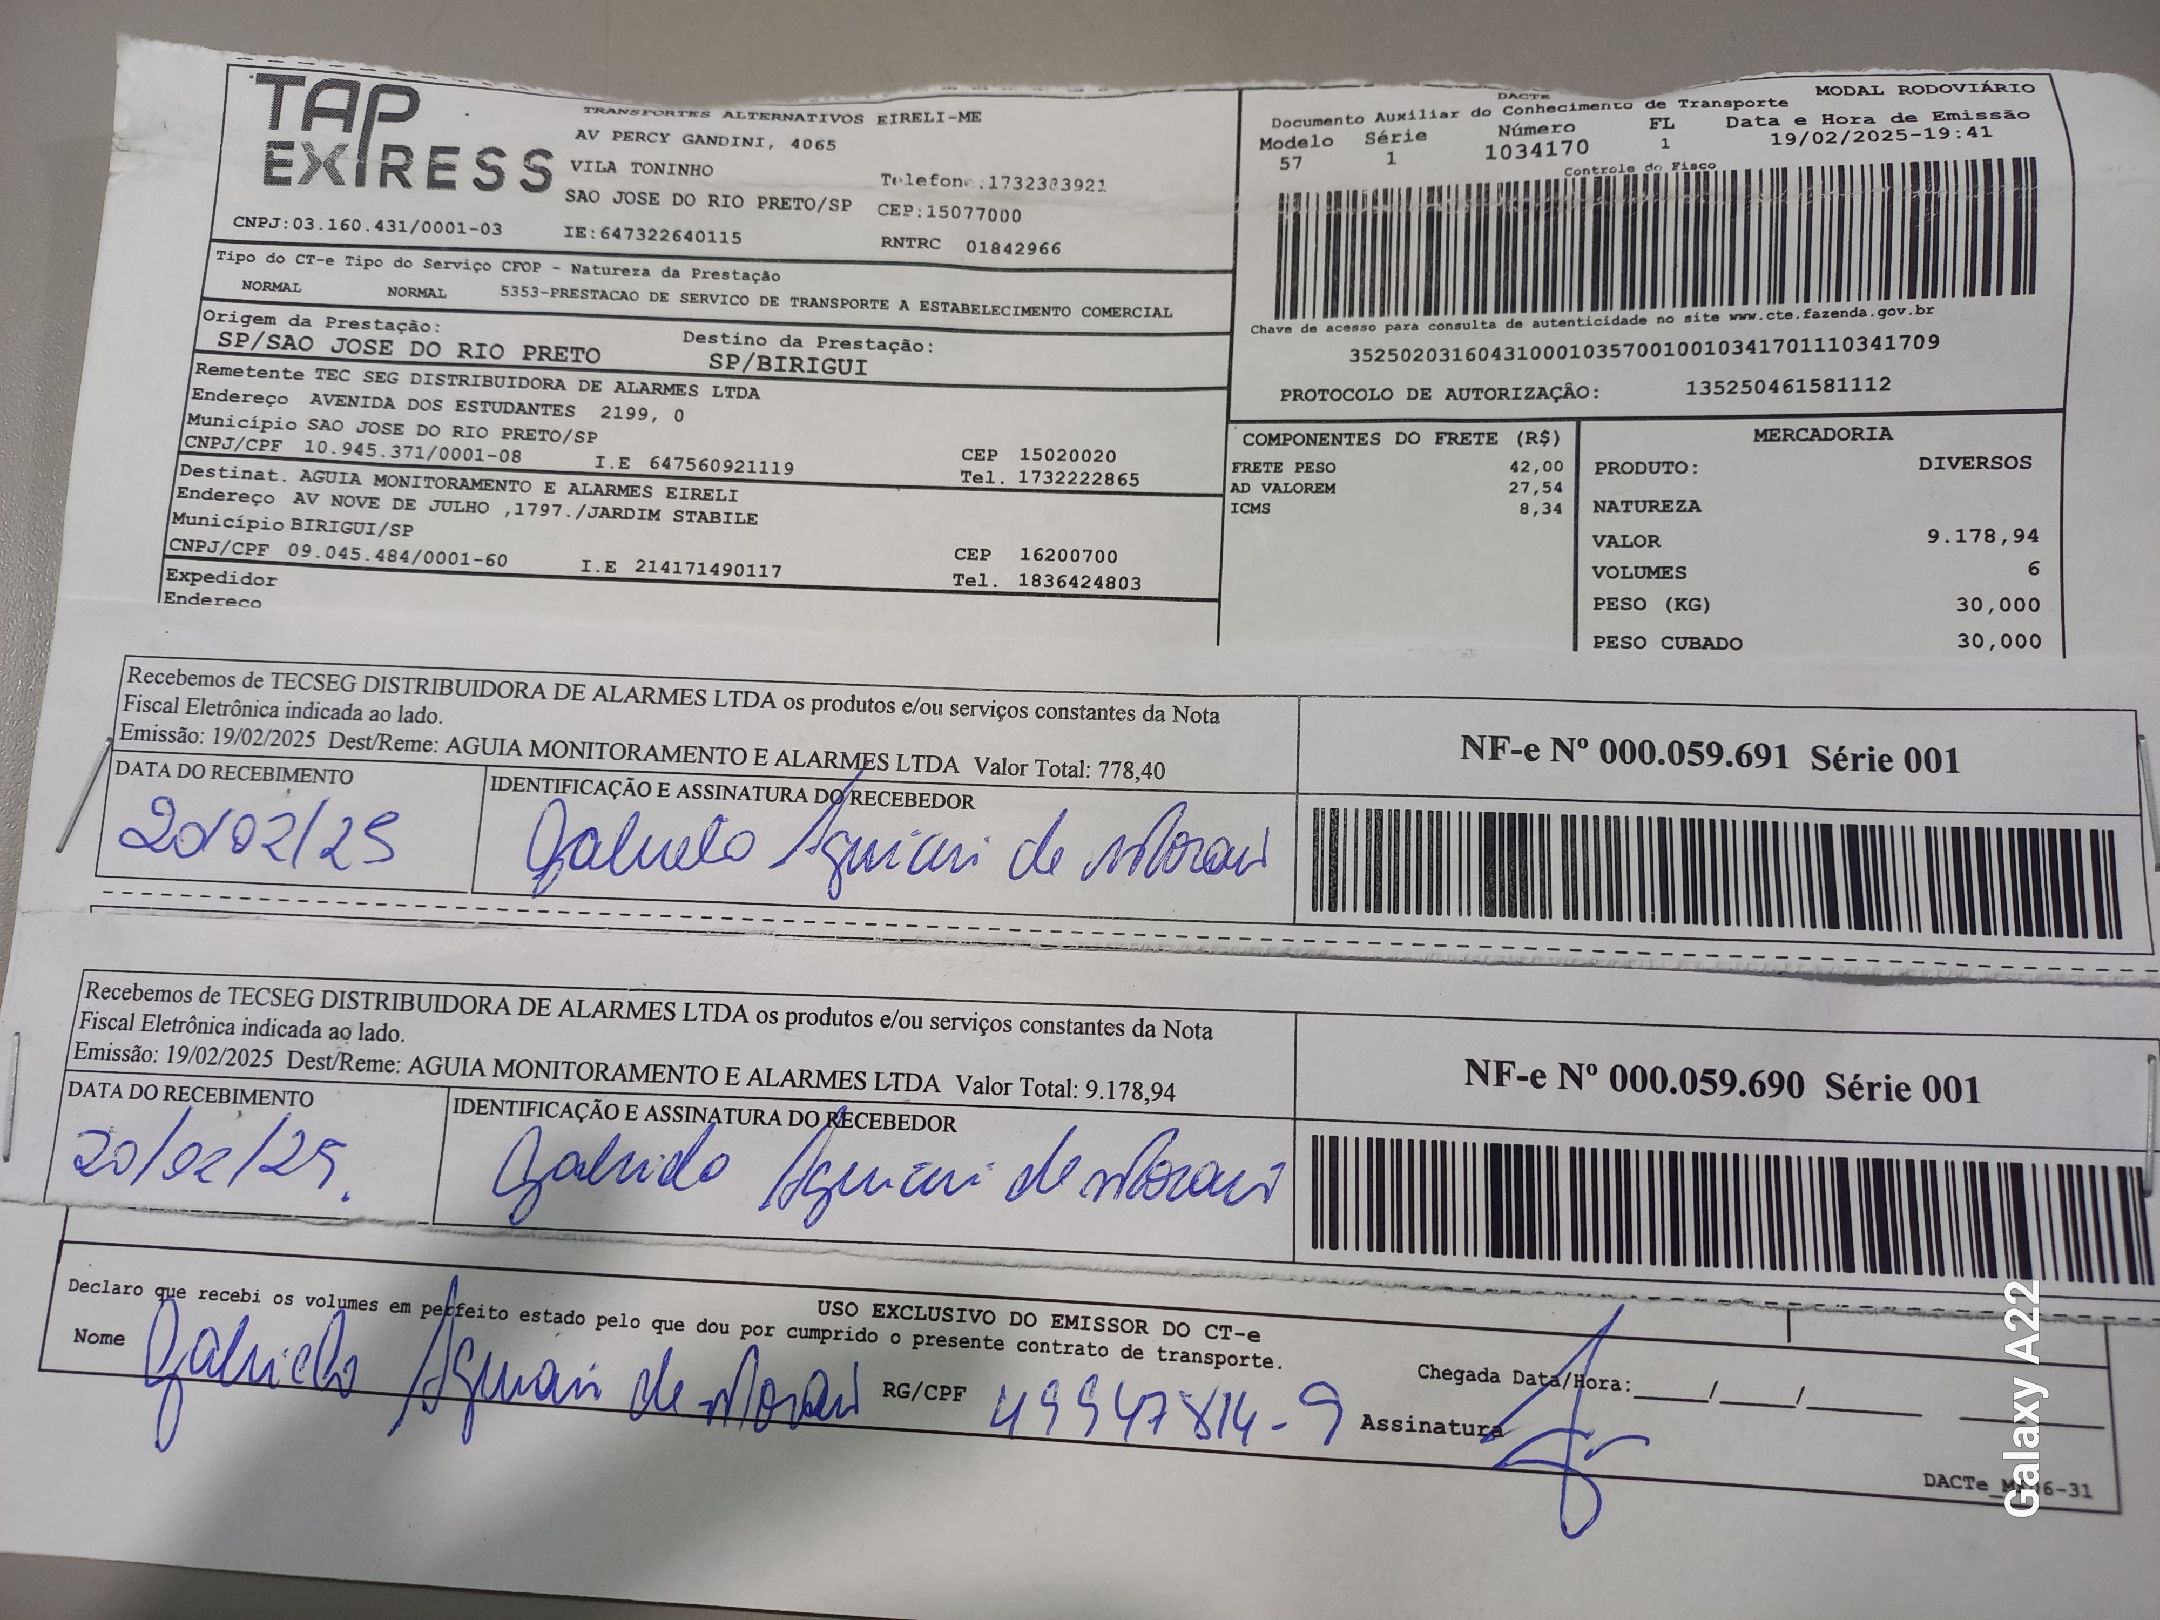 TAP EXPRESS
TRANSPORTES ALTERNATIVOS EIRELI-ME
AV PERCY GANDINI, 4065
VILA TONINHO
Telefone.:1732303921
SAO JOSE DO RIO PRETO/SP CEP:15077000
CNPJ:03.160.431/0001-03 IE:647322640115 RNTRC 01842966
Tipo do CT-e Tipo do Serviço CFOP - Natureza da Prestação
NORMAL NORMAL 5353-PRESTACAO DE SERVICO DE TRANSPORTE A ESTABELECIMENTO COMERCIAL
Origem da Prestação: Destino da Prestação:
SP/SAO JOSE DO RIO PRETO SP/BIRIGUI
Remetente TEC SEG DISTRIBUIDORA DE ALARMES LTDA
Endereço AVENIDA DOS ESTUDANTES 2199, 0
Município SAO JOSE DO RIO PRETO/SP CEP 15020020
CNPJ/CPF 10.945.371/0001-08 I.E 647560921119 Tel. 1732222865
Destinat. AGUIA MONITORAMENTO E ALARMES EIRELI
Endereço AV NOVE DE JULHO ,1797./JARDIM STABILE
Município BIRIGUI/SP CEP 16200700
CNPJ/CPF 09.045.484/0001-60 I.E 214171490117 Tel. 1836424803
Expedidor
Endereco
DACTE MODAL RODOVIÁRIO
Documento Auxiliar do Conhecimento de Transporte
Modelo Série Número FL Data e Hora de Emissão
57 1 1034170 1 19/02/2025-19:41
Controle do Fisco
Chave de acesso para consulta de autenticidade no site www.cte.fazenda.gov.br
35250203160431000103570010010341701110341709
PROTOCOLO DE AUTORIZAÇÃO: 135250461581112
COMPONENTES DO FRETE (R$)
FRETE PESO 42,00
AD VALOREM 27,54
ICMS 8,34
MERCADORIA
PRODUTO: DIVERSOS
NATUREZA
VALOR 9.178,94
VOLUMES 6
PESO (KG) 30,000
PESO CUBADO 30,000
Recebemos de TECSEG DISTRIBUIDORA DE ALARMES LTDA os produtos e/ou serviços constantes da Nota
Fiscal Eletrônica indicada ao lado.
Emissão: 19/02/2025 Dest/Reme: AGUIA MONITORAMENTO E ALARMES LTDA Valor Total: 778,40
NF-e Nº 000.059.691 Série 001
DATA DO RECEBIMENTO IDENTIFICAÇÃO E ASSINATURA DO RECEBEDOR
20/02/25 de
Recebemos de TECSEG DISTRIBUIDORA DE ALARMES LTDA os produtos e/ou serviços constantes da Nota
Fiscal Eletrônica indicada ao lado.
Emissão: 19/02/2025 Dest/Reme: AGUIA MONITORAMENTO E ALARMES LTDA Valor Total: 9.178,94
NF-e Nº 000.059.690 Série 001
DATA DO RECEBIMENTO IDENTIFICAÇÃO E ASSINATURA DO RECEBEDOR
20/02/25. de
USO EXCLUSIVO DO EMISSOR DO CT-e
Declaro que recebi os volumes em perfeito estado pelo que dou por cumprido o presente contrato de transporte.
Nome de RG/CPF 49947814-9 Assinatura
Chegada Data/Hora:____/____/______ ______
Galaxy A22